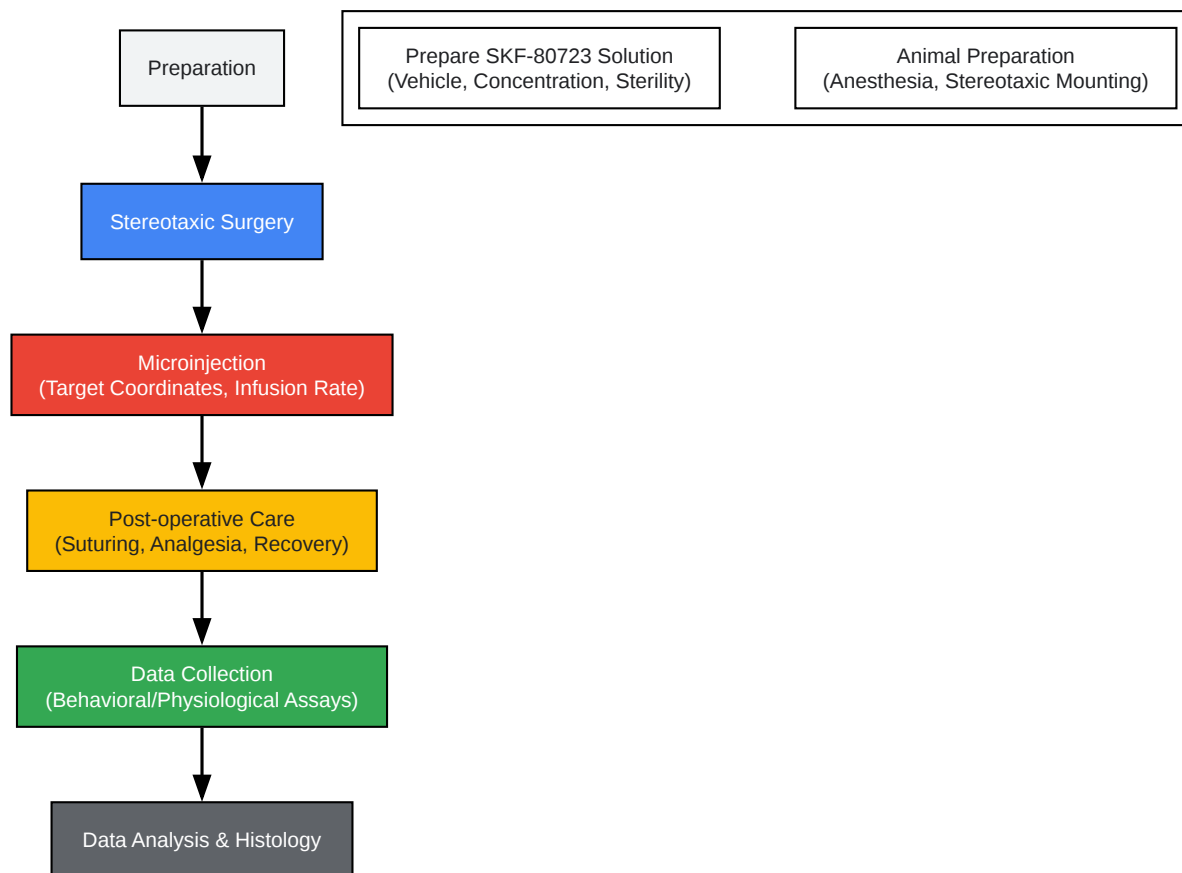 Preparation
Prepare SKF-80723 Solution
(Vehicle, Concentration, Sterility)
Animal Preparation
(Anesthesia, Stereotaxic Mounting)
Stereotaxic Surgery
Microinjection
(Target Coordinates, Infusion Rate)
Post-operative Care
(Suturing, Analgesia, Recovery)
Data Collection
(Behavioral/Physiological Assays)
Data Analysis & Histology